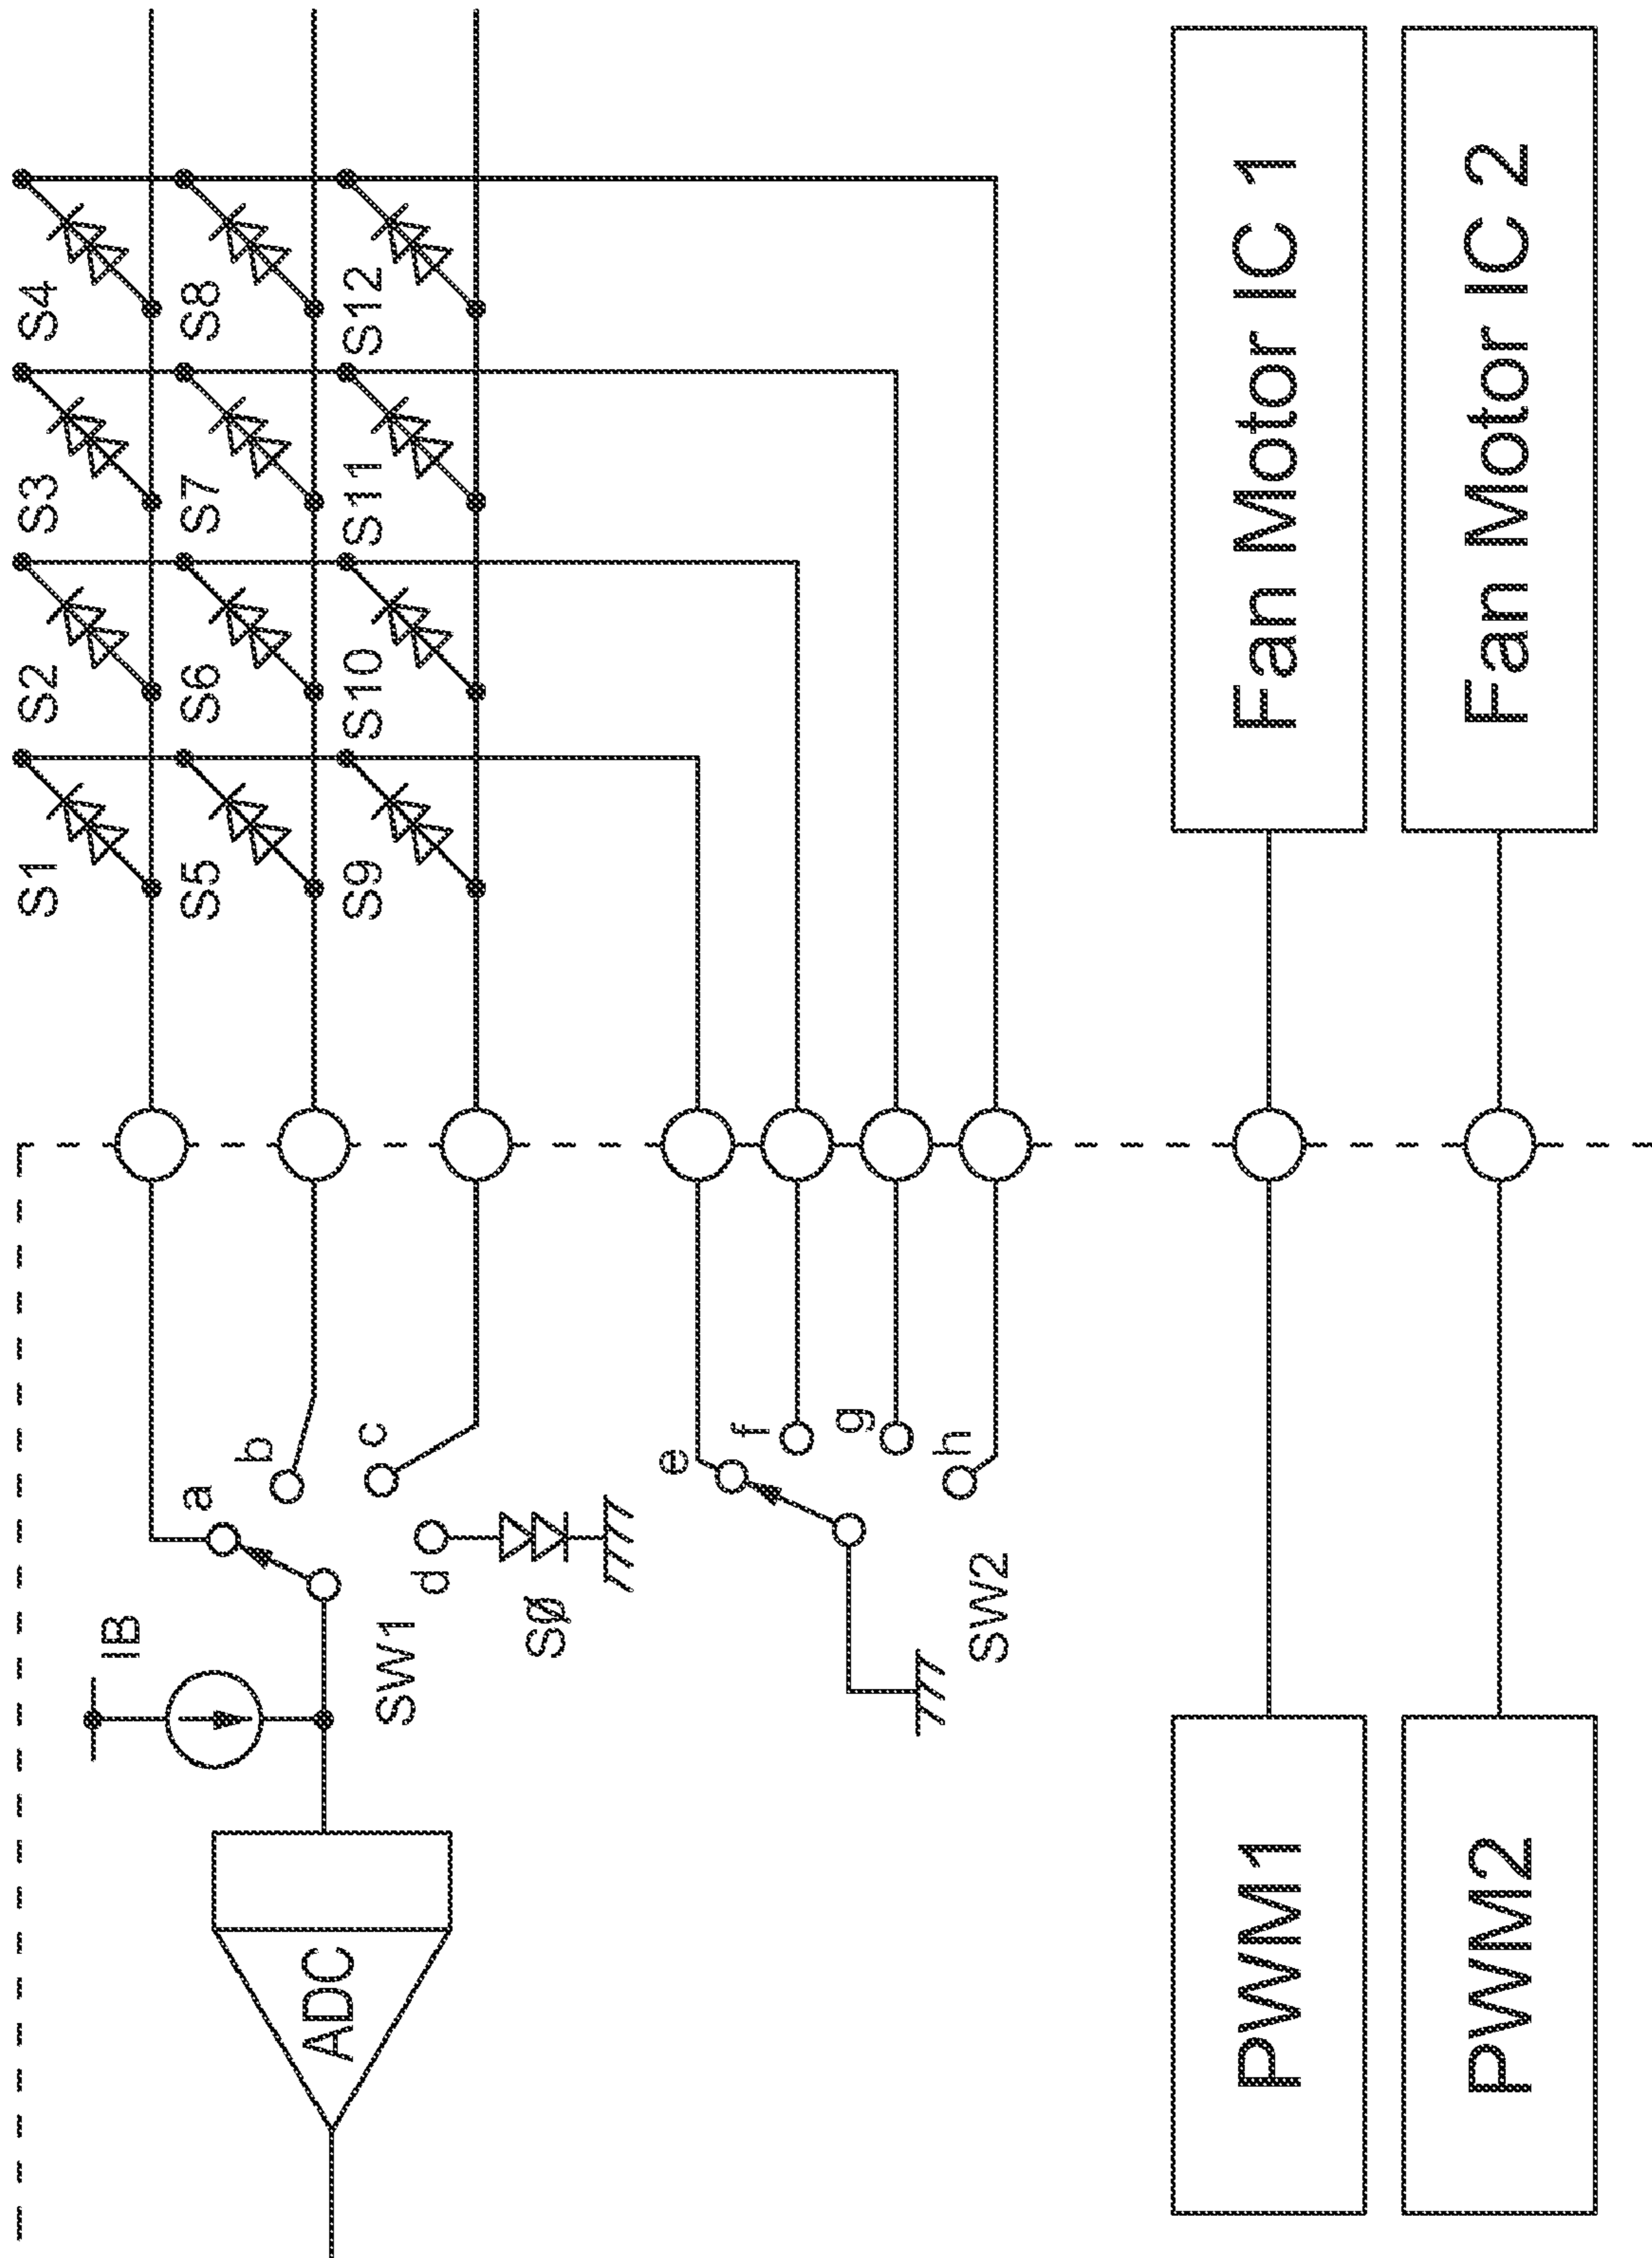 S1
S2
S3
S4
S5
S6
S7
S8
S9
S10
S11
S12
IB
a
b
c
d
SØ
SW1
ADC
e
f
g
h
SW2
PWM1
Fan Motor IC 1
PWM2
Fan Motor IC 2